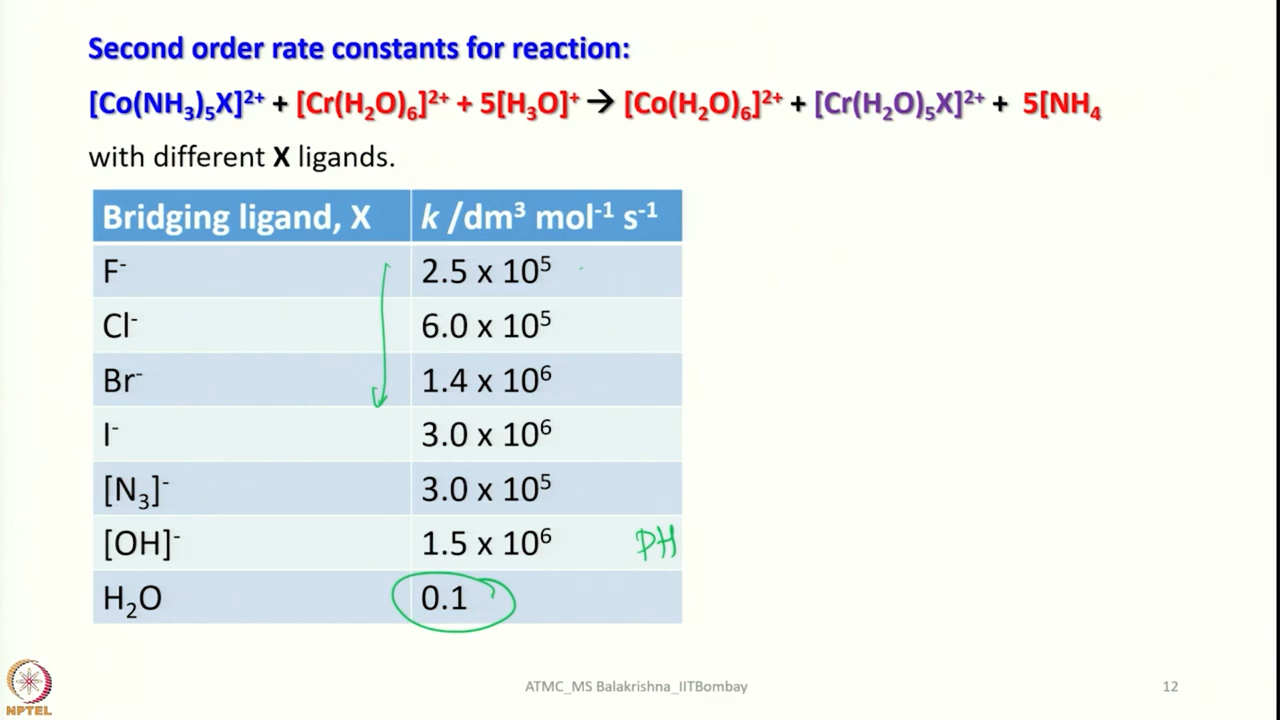 Second order rate constants for reaction:
[Co(NH₃)₅X]²⁺ + [Cr(H₂O)₆]²⁺ + 5[H₃O]⁺ → [Co(H₂O)₆]²⁺ + [Cr(H₂O)₅X]²⁺ + 5[NH₄
with different X ligands.
Bridging ligand, X k /dm³ mol⁻¹ s⁻¹
F⁻ 2.5 x 10⁵
Cl⁻ 6.0 x 10⁵
Br⁻ 1.4 x 10⁶
I⁻ 3.0 x 10⁶
[N₃]⁻ 3.0 x 10⁵
[OH]⁻ 1.5 x 10⁶ PH
H₂O 0.1
NPTEL
ATMC_MS Balakrishna_IITBombay 12